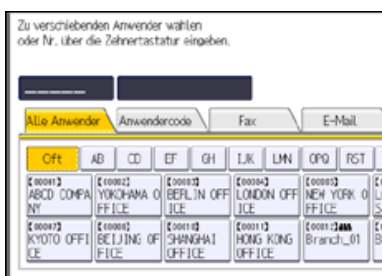 Zu verschiebenden Anwender wählen
oder Nr. über die Zehnertastatur eingeben.
Alle Anwender Anwendercode Fax E-Mail
Oft AB CD EF GH IJK LMN OPQ RST
[00001] [00002] [00003] [00004] [00005]
ABCD COMPA YOKOHAMA O BERLIN OFF LONDON OFF NEW YORK O
NY FFICE ICE ICE FFICE
[00007] [00008] [00010] [00011] [00012]
KYOTO OFFI BEIJING OF SHANGHAI HONG KONG Branch_01
CE FICE OFFICE OFFICE